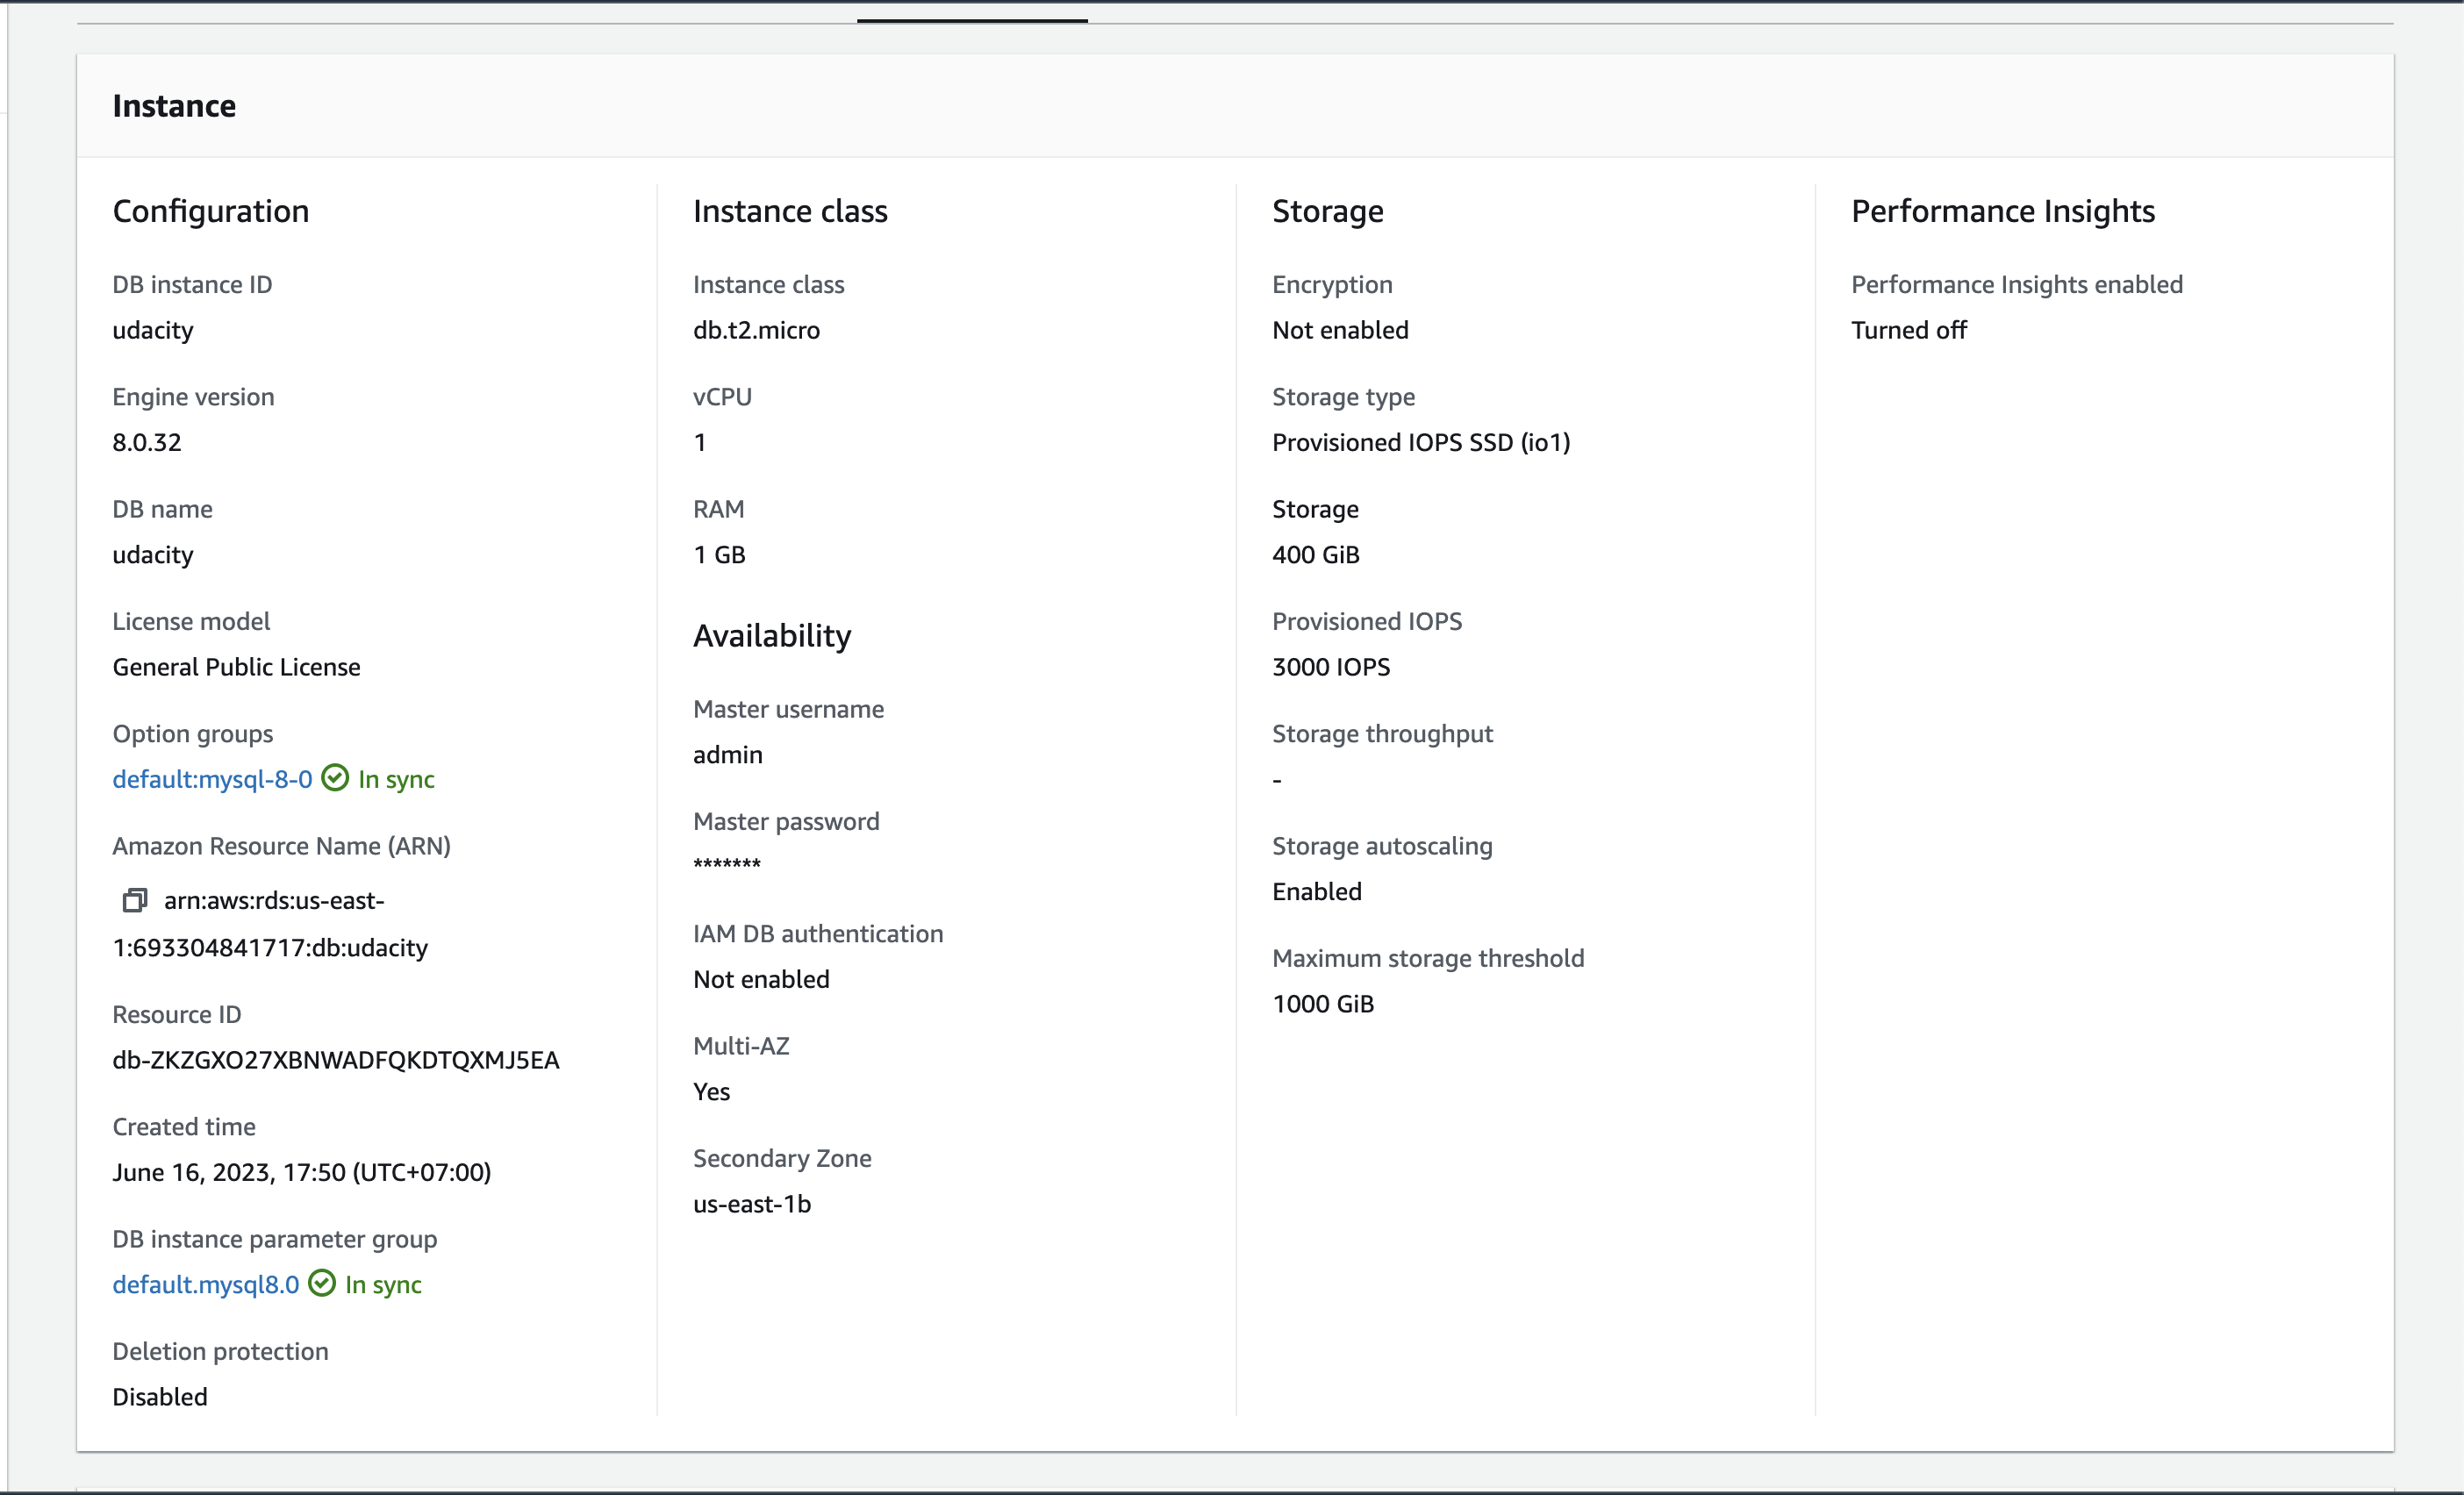 Instance
Configuration
DB instance ID
udacity
Engine version
8.0.32
DB name
udacity
License model
General Public License
Option groups
default:mysql-8-0 In sync
Amazon Resource Name (ARN)
arn:aws:rds:us-east-
1:693304841717:db:udacity
Resource ID
db-ZKZGXO27XBNWADFQKDTQXMJ5EA
Created time
June 16, 2023, 17:50 (UTC+07:00)
DB instance parameter group
default.mysql8.0 In sync
Deletion protection
Disabled
Instance class
Instance class
db.t2.micro
vCPU
1
RAM
1 GB
Availability
Master username
admin
Master password
*******
IAM DB authentication
Not enabled
Multi-AZ
Yes
Secondary Zone
us-east-1b
Storage
Encryption
Not enabled
Storage type
Provisioned IOPS SSD (io1)
Storage
400 GiB
Provisioned IOPS
3000 IOPS
Storage throughput
-
Storage autoscaling
Enabled
Maximum storage threshold
1000 GiB
Performance Insights
Performance Insights enabled
Turned off